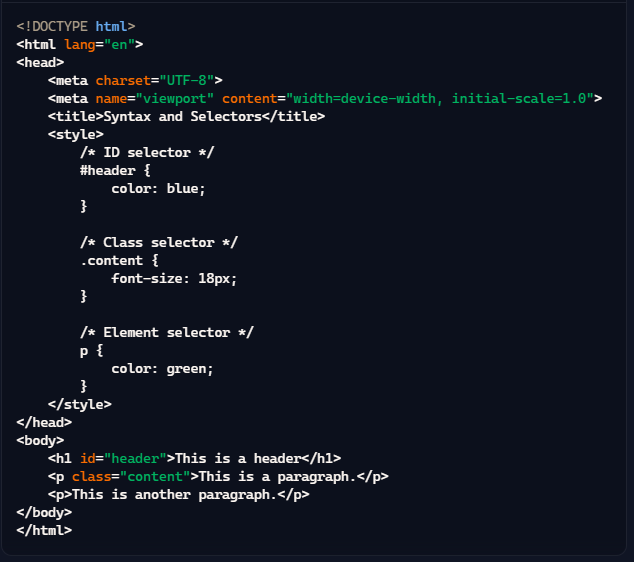 <!DOCTYPE html>
<html lang="en">
<head>
    <meta charset="UTF-8">
    <meta name="viewport" content="width=device-width, initial-scale=1.0">
    <title>Syntax and Selectors</title>
    <style>
        /* ID selector */
        #header {
            color: blue;
        }

        /* Class selector */
        .content {
            font-size: 18px;
        }

        /* Element selector */
        p {
            color: green;
        }
    </style>
</head>
<body>
    <h1 id="header">This is a header</h1>
    <p class="content">This is a paragraph.</p>
    <p>This is another paragraph.</p>
</body>
</html>